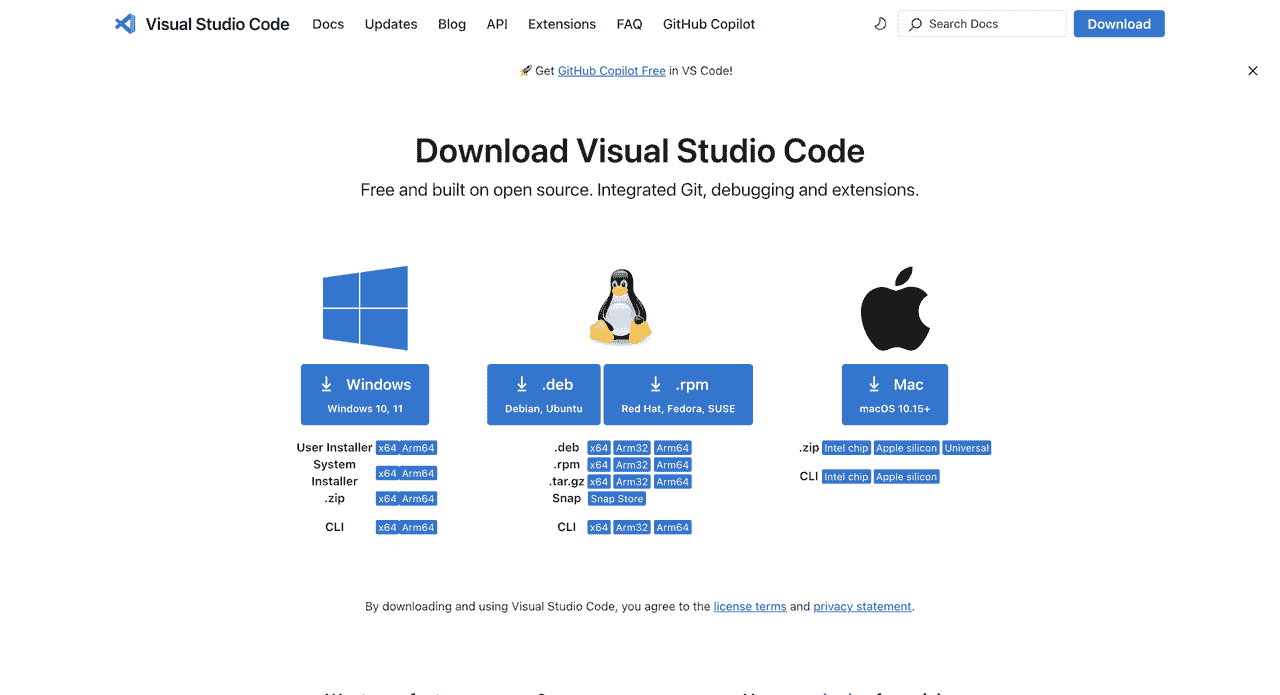 Visual Studio Code Docs Updates Blog API Extensions FAQ GitHub Copilot Search Docs Download
🚀 Get GitHub Copilot Free in VS Code!
Download Visual Studio Code
Free and built on open source. Integrated Git, debugging and extensions.
Windows
Windows 10, 11
User Installer x64 Arm64
System
Installer x64 Arm64
.zip x64 Arm64
CLI x64 Arm64
.deb
Debian, Ubuntu
.rpm
Red Hat, Fedora, SUSE
.deb x64 Arm32 Arm64
.rpm x64 Arm32 Arm64
.tar.gz x64 Arm32 Arm64
Snap Snap Store
CLI x64 Arm32 Arm64
Mac
macOS 10.15+
.zip Intel chip Apple silicon Universal
CLI Intel chip Apple silicon
By downloading and using Visual Studio Code, you agree to the license terms and privacy statement.